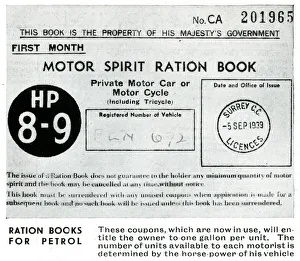 No. CA 201965
THIS BOOK IS THE PROPERTY OF HIS MAJESTY'S GOVERNMENT
FIRST MONTH
MOTOR SPIRIT RATION BOOK
HP
8-9
Private Motor Car or
Motor Cycle
(Including Tricycle)
Registered Number of Vehicle
Date and Office of Issue
SURREY C.C.
-5 SEP 1939
LICENCES
The issue of a Ration Book does not guarantee to the holder any minimum quantity of motor
spirit and the book may be cancelled at any time without notice.
This book must be surrendered with any unused coupons when application is made for a
subsequent book and no such book will be issued unless this book is surrendered.
RATION BOOKS
FOR PETROL
These coupons, which are now in use, will en-
title the owner to one gallon per unit. The
number of units available to each motorist is
determined by the horse-power of his vehicle